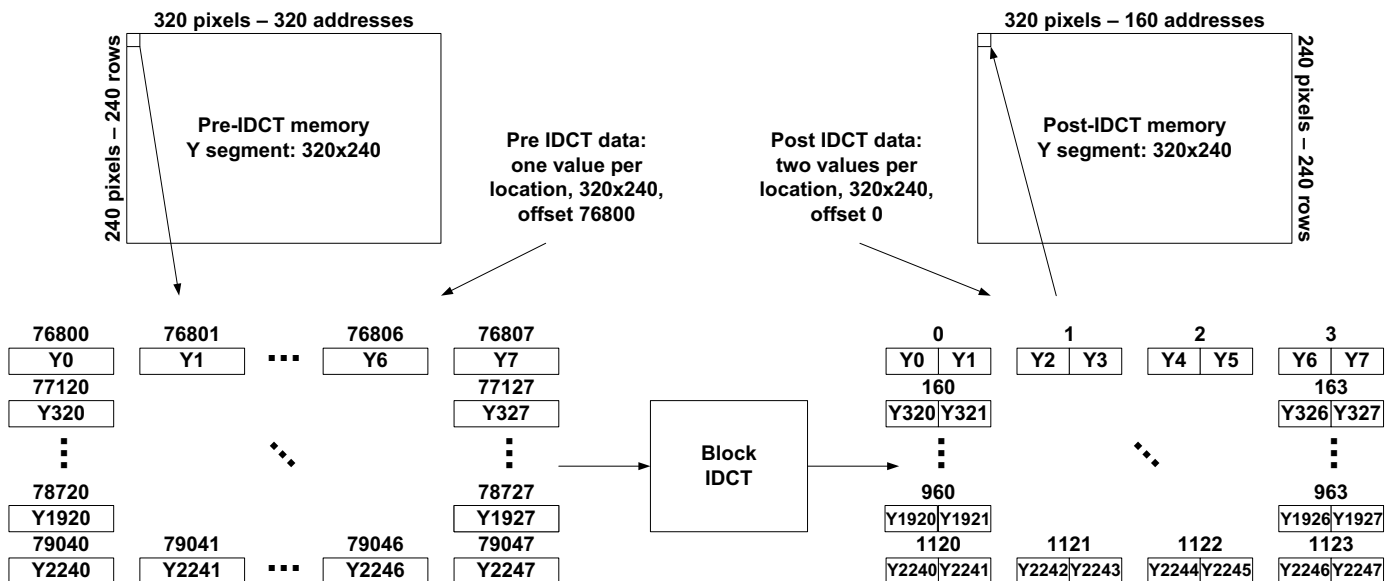 320 pixels – 320 addresses
240 pixels – 240 rows
Pre-IDCT memory
Y segment: 320x240
Pre IDCT data:
one value per
location, 320x240,
offset 76800
Post IDCT data:
two values per
location, 320x240,
offset 0
320 pixels – 160 addresses
Post-IDCT memory
Y segment: 320x240
240 pixels – 240 rows
76800 76801 76806 76807
Y0 Y1 ... Y6 Y7
77120 77127
Y320 Y327
78720 78727
Y1920 Y1927
79040 79041 79046 79047
Y2240 Y2241 ... Y2246 Y2247
Block
IDCT
0 1 2 3
Y0 Y1 Y2 Y3 Y4 Y5 Y6 Y7
160 163
Y320 Y321 Y326 Y327
960 963
Y1920 Y1921 Y1926 Y1927
1120 1121 1122 1123
Y2240 Y2241 Y2242 Y2243 Y2244 Y2245 Y2246 Y2247